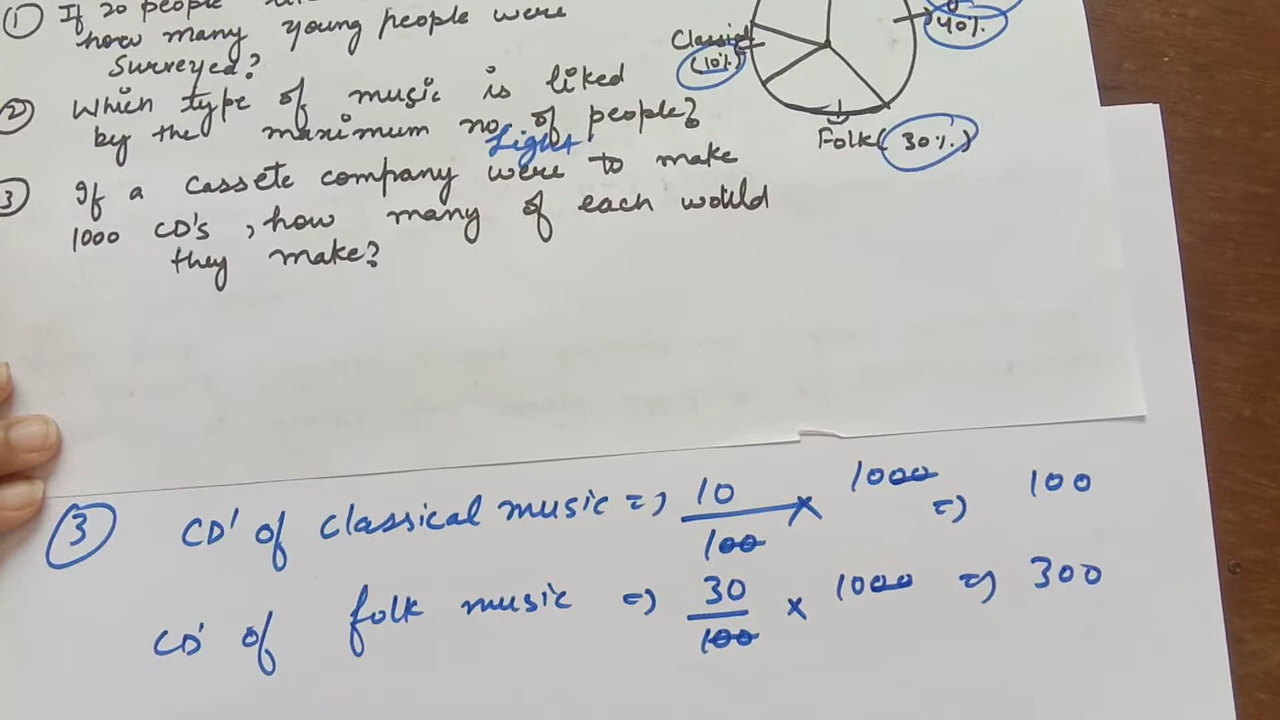 ① If 20 people
how many young people were
surveyed?
② Which type of music is liked
by the maximum no of people?
Light
3 If a cassete company were to make
1000 CD's, how many of each would
they make?
Classical
(10%)
40%
Folk (30%)
③ CD' of classical music => 10/100 × 1000 => 100
CD' of folk music => 30/100 × 1000 => 300